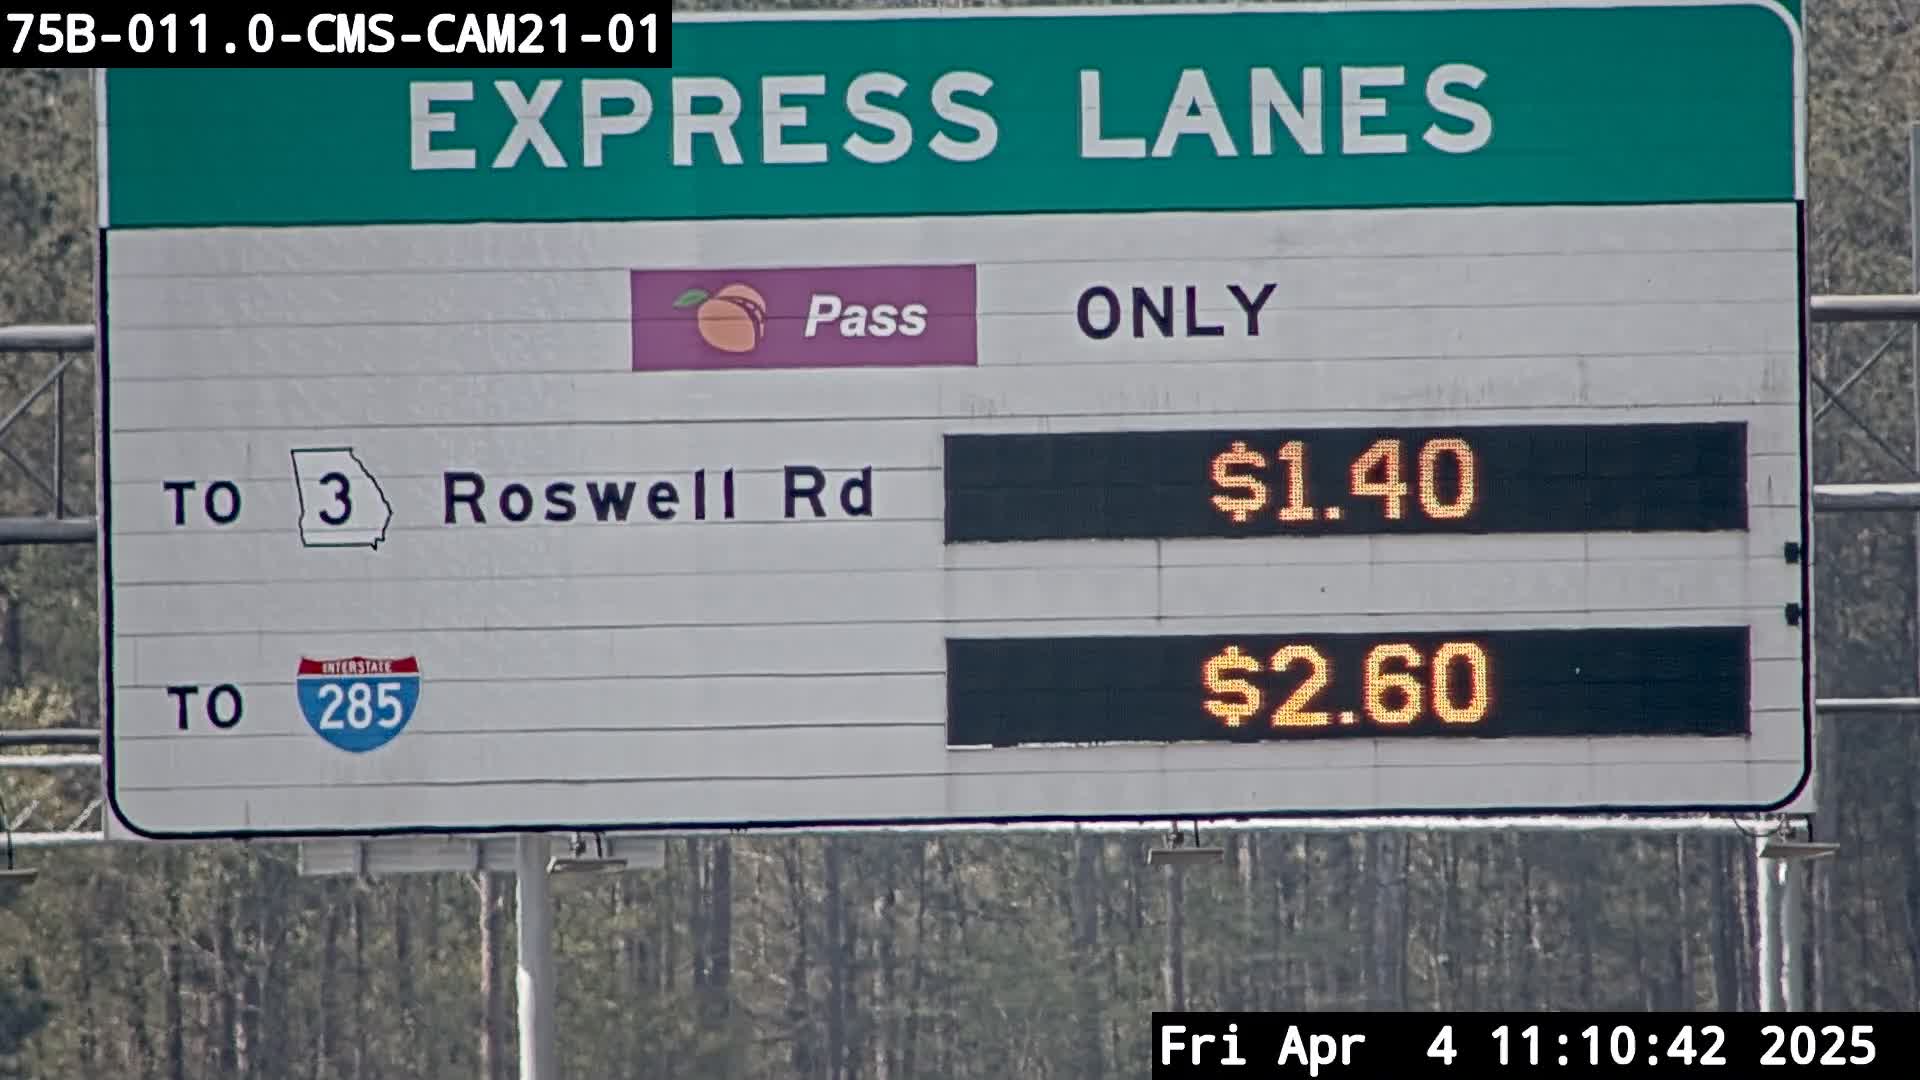 75B-011.0-CMS-CAM21-01
EXPRESS LANES
Pass ONLY
TO 3 Roswell Rd $1.40
TO INTERSTATE 285 $2.60
Fri Apr 4 11:10:42 2025